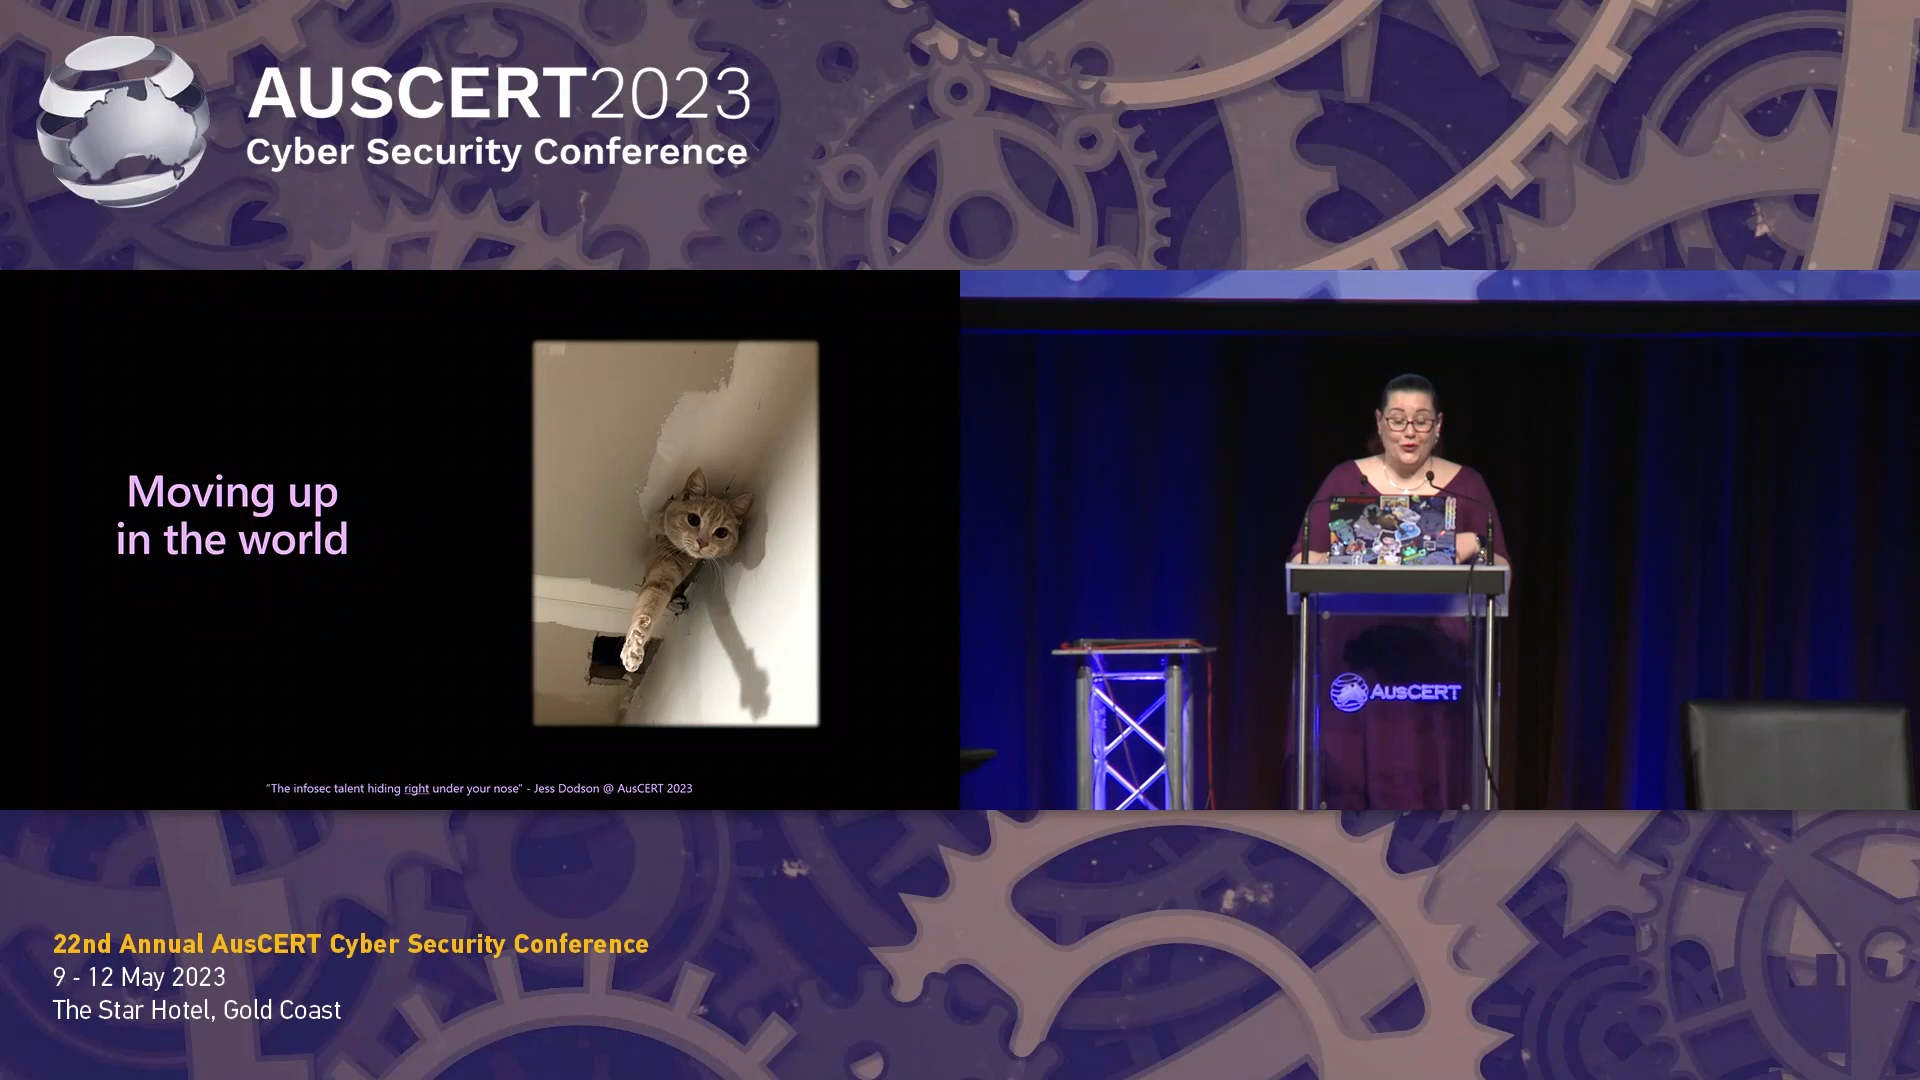 AUSCERT2023
Cyber Security Conference
Moving up
in the world
"The infosec talent hiding right under your nose" - Jess Dodson @ AusCERT 2023
AusCERT
22nd Annual AusCERT Cyber Security Conference
9 - 12 May 2023
The Star Hotel, Gold Coast